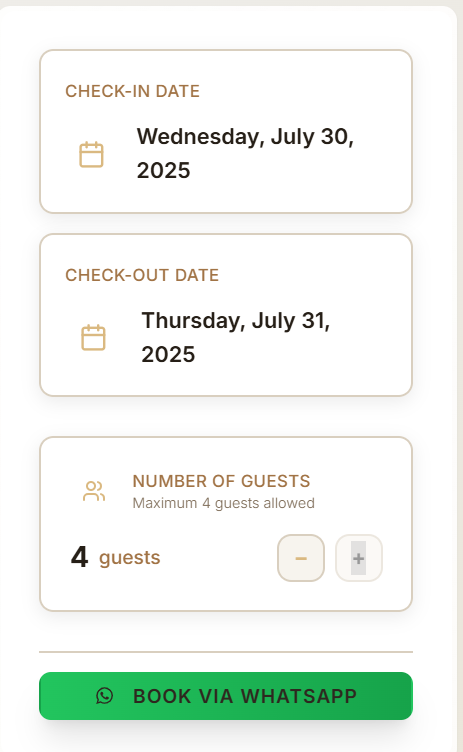 CHECK-IN DATE
Wednesday, July 30,
2025
CHECK-OUT DATE
Thursday, July 31,
2025
NUMBER OF GUESTS
Maximum 4 guests allowed
4 guests − +
BOOK VIA WHATSAPP